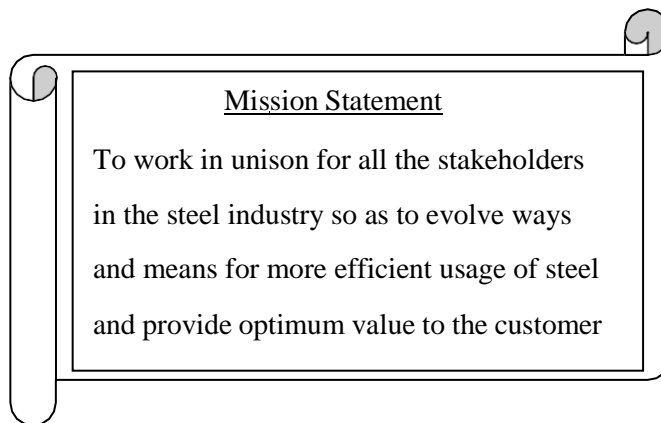 Mission Statement
To work in unison for all the stakeholders
in the steel industry so as to evolve ways
and means for more efficient usage of steel
and provide optimum value to the customer